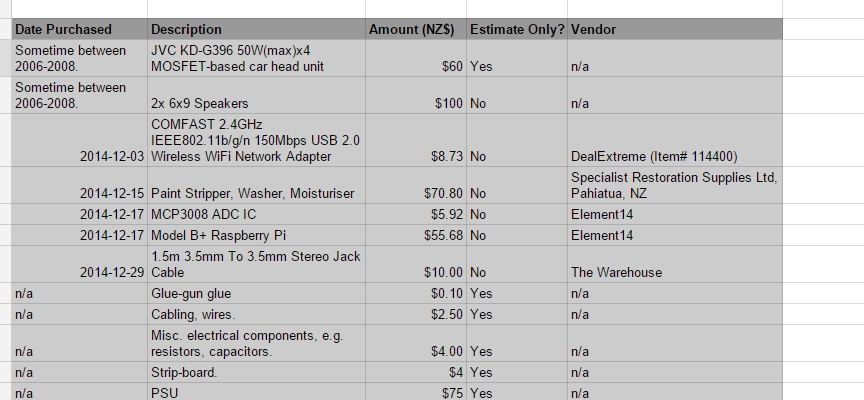 Date Purchased Description Amount (NZ$) Estimate Only? Vendor
Sometime between JVC KD-G396 50W(max)x4
2006-2008. MOSFET-based car head unit $60 Yes n/a
Sometime between
2006-2008. 2x 6x9 Speakers $100 No n/a
COMFAST 2.4GHz
IEEE802.11b/g/n 150Mbps USB 2.0
2014-12-03 Wireless WiFi Network Adapter $8.73 No DealExtreme (Item# 114400)
Specialist Restoration Supplies Ltd,
2014-12-15 Paint Stripper, Washer, Moisturiser $70.80 No Pahiatua, NZ
2014-12-17 MCP3008 ADC IC $5.92 No Element14
2014-12-17 Model B+ Raspberry Pi $55.68 No Element14
1.5m 3.5mm To 3.5mm Stereo Jack
2014-12-29 Cable $10.00 No The Warehouse
n/a Glue-gun glue $0.10 Yes n/a
n/a Cabling, wires. $2.50 Yes n/a
Misc. electrical components, e.g.
n/a resistors, capacitors. $4.00 Yes n/a
n/a Strip-board. $4 Yes n/a
n/a PSU $75 Yes n/a